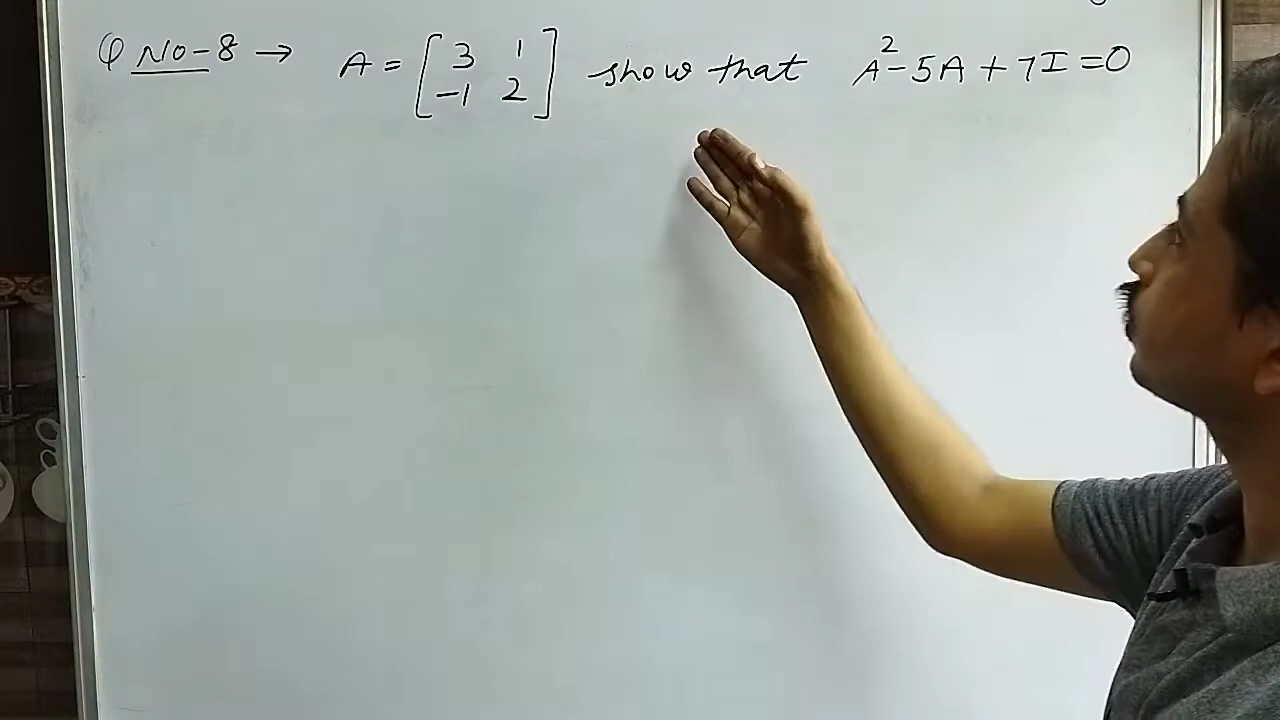 Q No-8 → A = [3 1 -1 2] show that A²-5A + 7I = 0